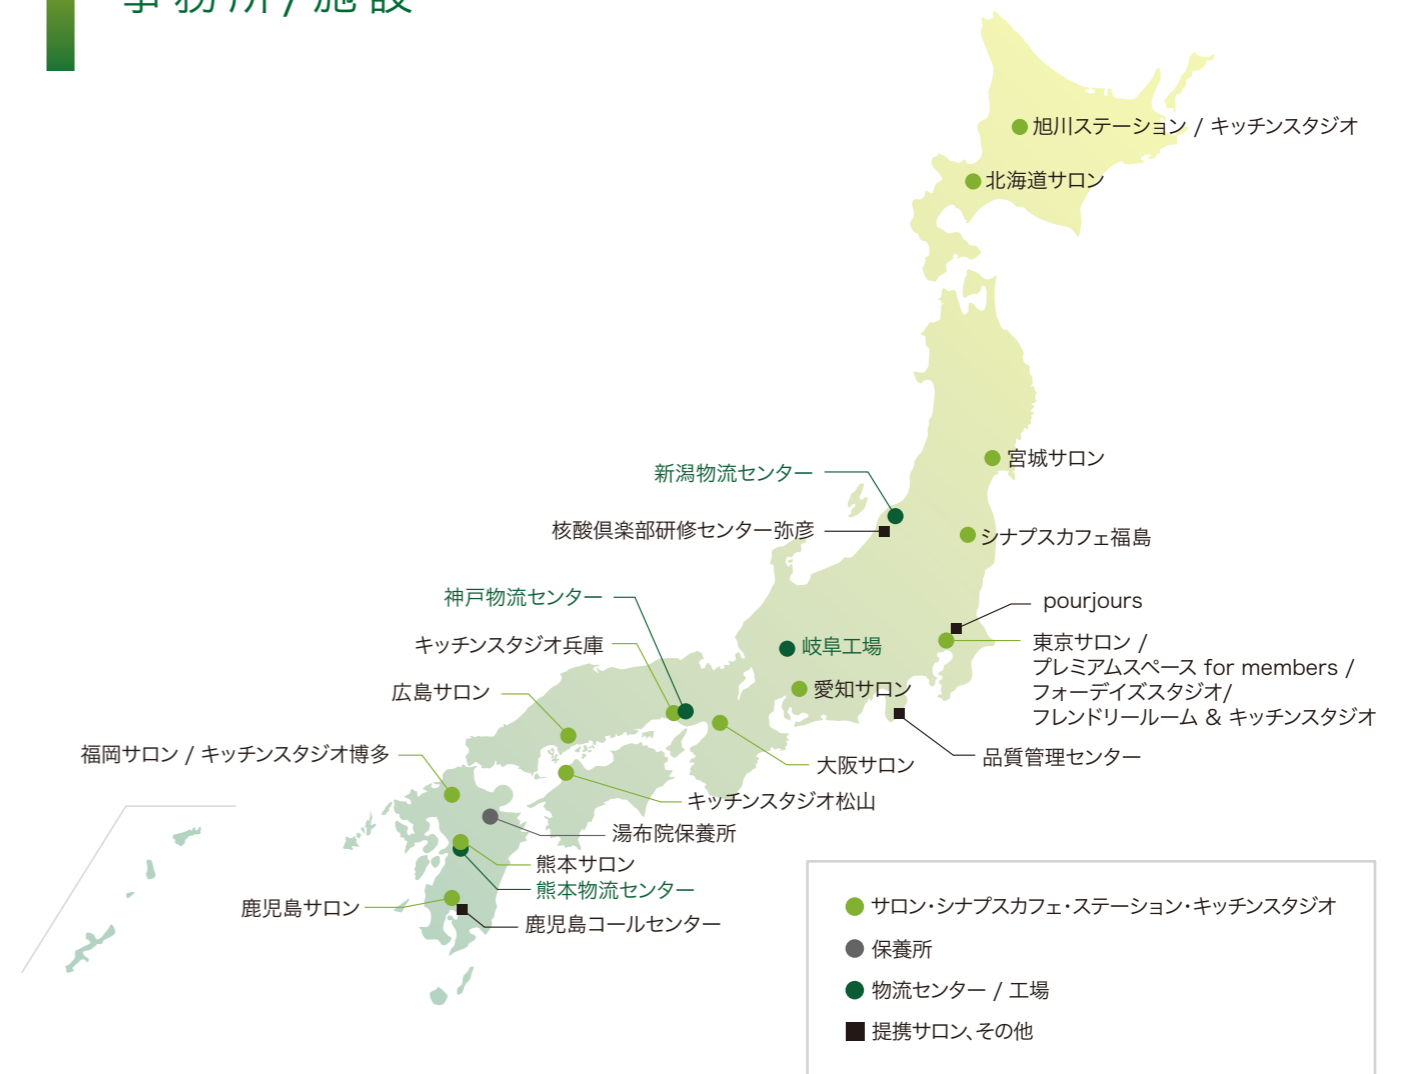 事務所/施設
旭川ステーション / キッチンスタジオ
北海道サロン
宮城サロン
新潟物流センター
核酸倶楽部研修センター弥彦
シナプスカフェ福島
神戸物流センター
pourjours
キッチンスタジオ兵庫
岐阜工場
東京サロン /
プレミアムスペース for members /
フォーデイズスタジオ/
フレンドリールーム & キッチンスタジオ
広島サロン
愛知サロン
福岡サロン / キッチンスタジオ博多
大阪サロン
品質管理センター
キッチンスタジオ松山
湯布院保養所
熊本サロン
熊本物流センター
鹿児島サロン
鹿児島コールセンター
サロン・シナプスカフェ・ステーション・キッチンスタジオ
保養所
物流センター / 工場
提携サロン、その他